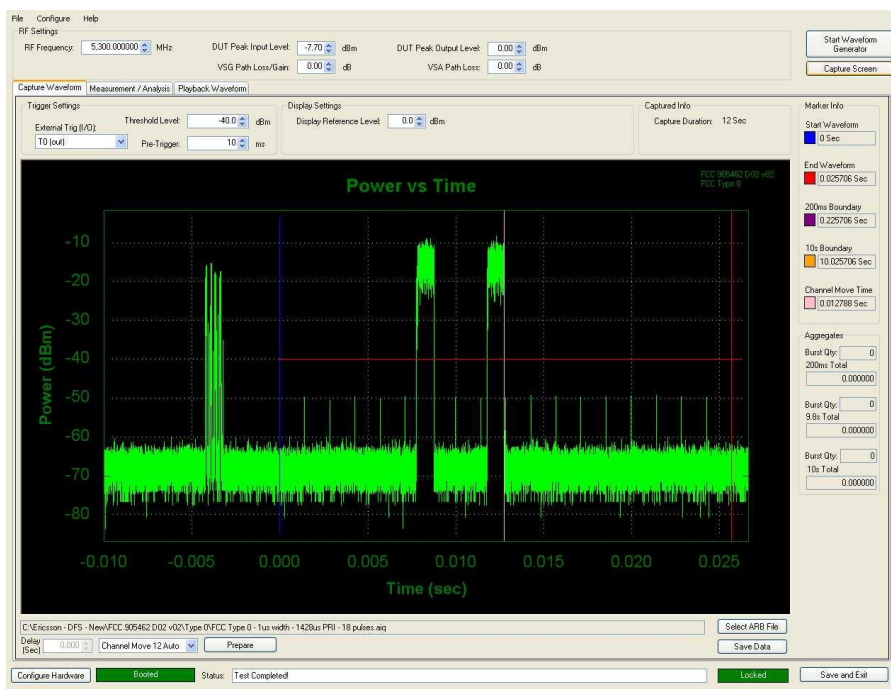 File Configure Help
RF Settings
RF Frequency: 5,300.000000 MHz DUT Peak Input Level: -7.70 dBm DUT Peak Output Level: 0.00 dBm
VSG Path Loss/Gain: 0.00 dB VSA Path Loss: 0.00 dB
Start Waveform Generator
Capture Screen
Capture Waveform Measurement / Analysis Playback Waveform
Trigger Settings
External Trig (I/O): Threshold Level: -40.0 dBm
T0 (out) Pre-Trigger: 10 ms
Display Settings
Display Reference Level: 0.0 dBm
Captured Info
Capture Duration: 12 Sec
Marker Info
Start Waveform
0 Sec
End Waveform
0.025706 Sec
200ms Boundary
0.225706 Sec
10s Boundary
10.025706 Sec
Channel Move Time
0.012788 Sec
Aggregates
Burst Qty: 0
200ms Total
0.000000
Burst Qty: 0
9.8s Total
0.000000
Burst Qty: 0
10s Total
0.000000
Power vs Time
FCC 905462 D02 v02
FCC Type 0
Power (dBm)
-10
-20
-30
-40
-50
-60
-70
-80
-0.010 -0.005 0.000 0.005 0.010 0.015 0.020 0.025
Time (sec)
C:\Ericsson - DFS - New\FCC 905462 D02 v02\Type 0\FCC Type 0 - 1us width - 1428us PRI - 18 pulses.aiq
Select ARB File
Delay (Sec) 0.000 Channel Move 12 Auto Prepare
Save Data
Configure Hardware Booted Status: Test Completed! Locked Save and Exit